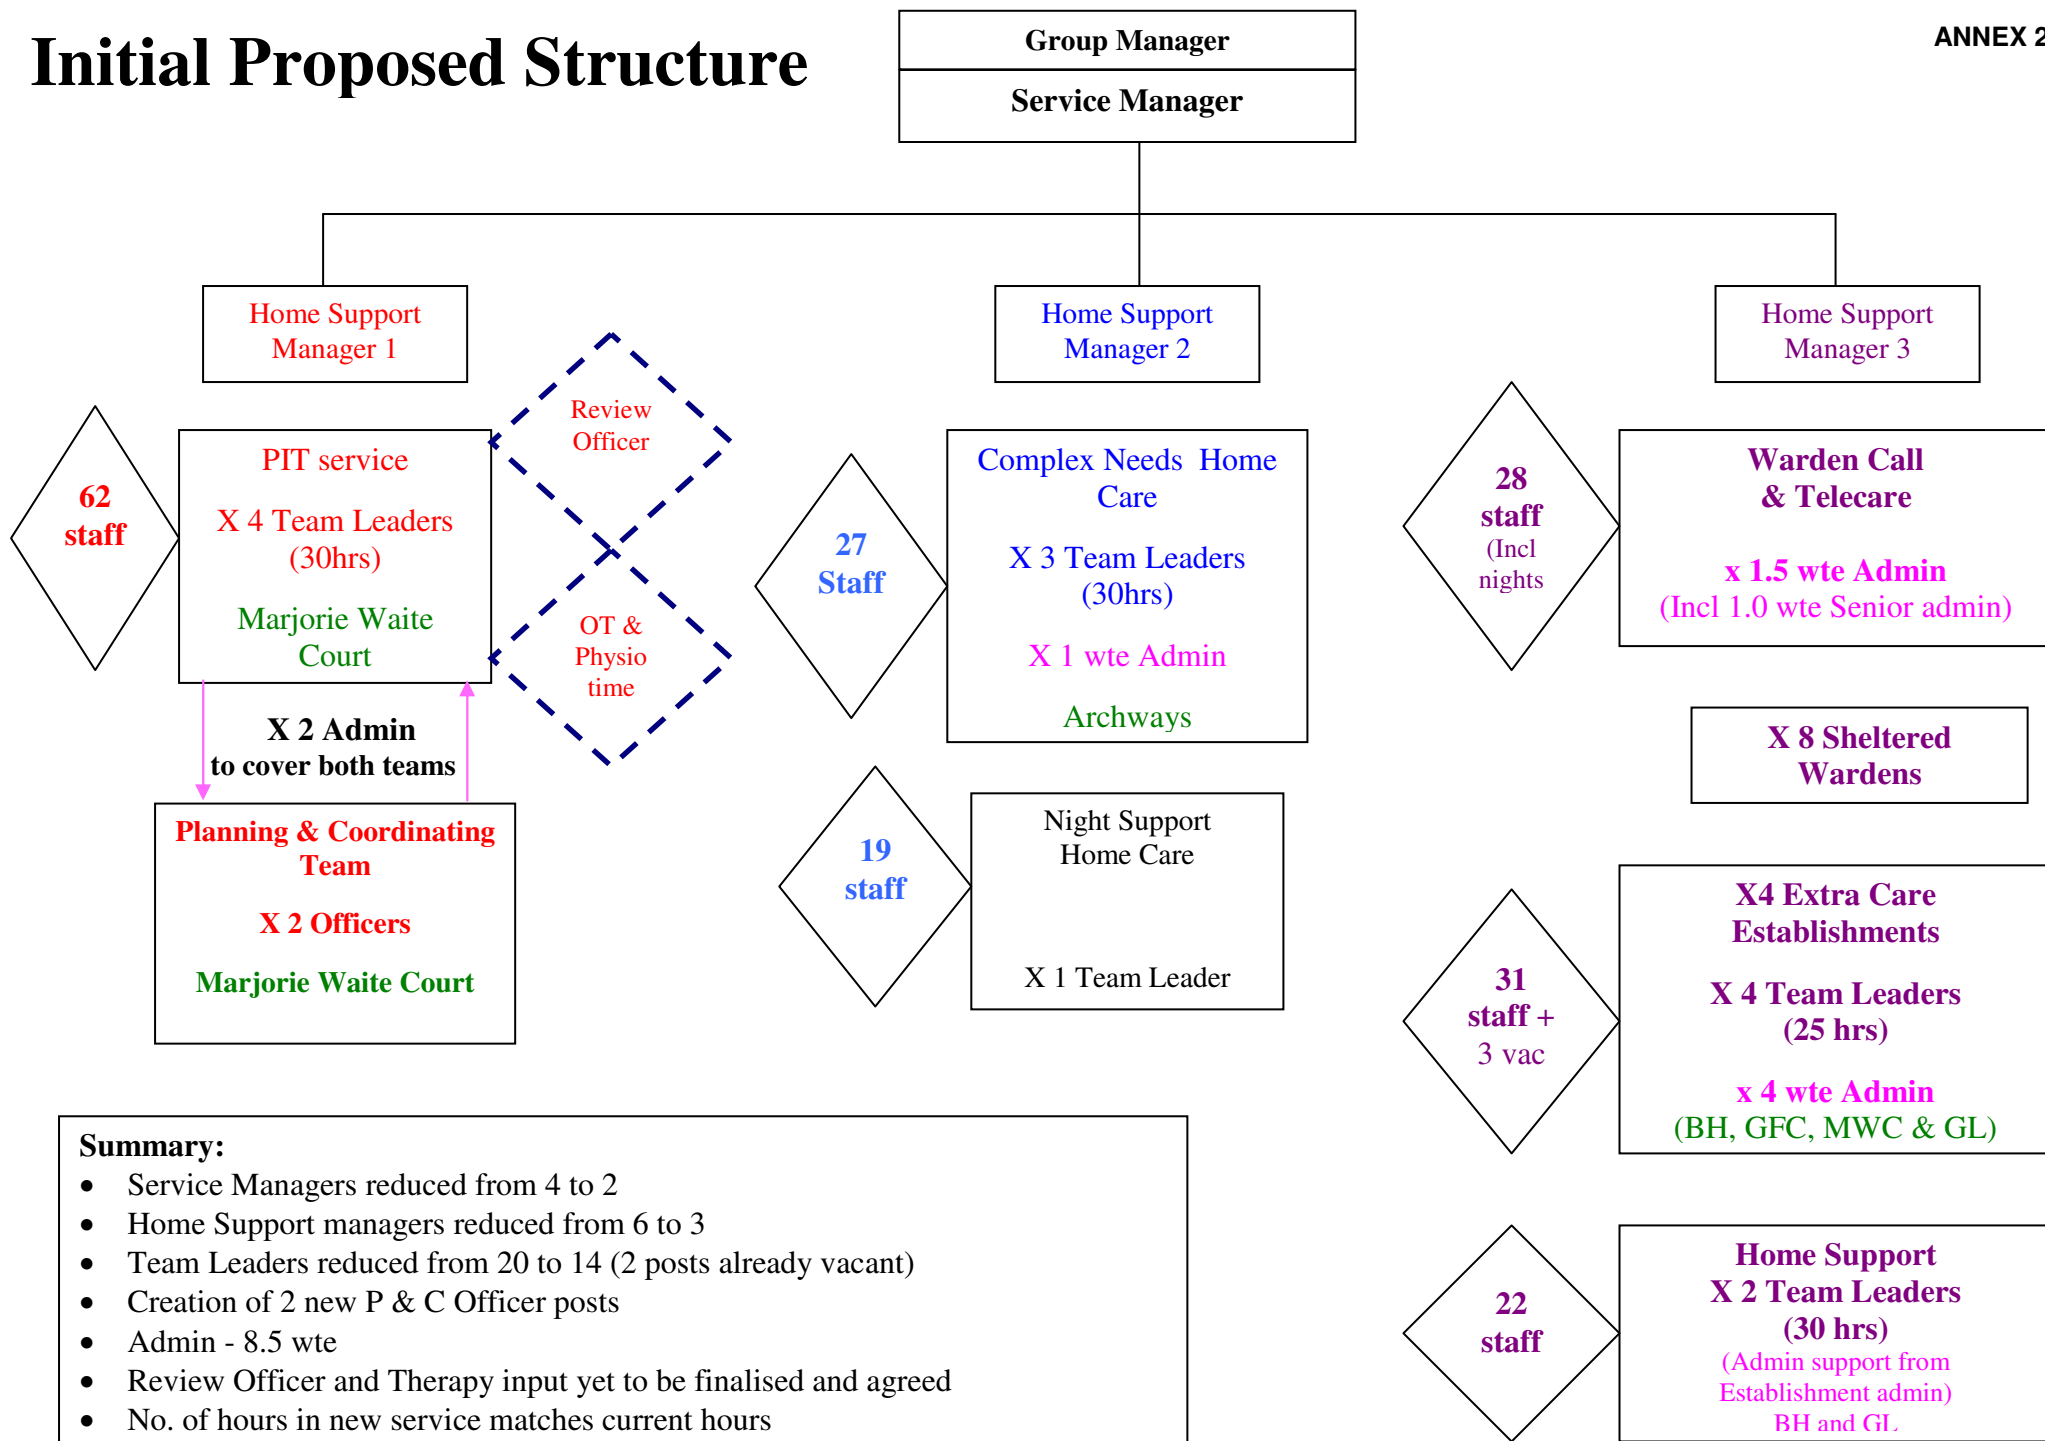 Initial Proposed Structure
ANNEX 2
Group Manager
Service Manager
Home Support
Manager 1
Home Support
Manager 2
Home Support
Manager 3
62
staff
PIT service
X 4 Team Leaders
(30hrs)
Marjorie Waite
Court
Review
Officer
OT &
Physio
time
X 2 Admin
to cover both teams
Planning & Coordinating
Team
X 2 Officers
Marjorie Waite Court
27
Staff
Complex Needs  Home
Care
X 3 Team Leaders
(30hrs)
X 1 wte Admin
Archways
19
staff
Night Support
Home Care
X 1 Team Leader
28
staff
(Incl
nights
Warden Call
& Telecare
x 1.5 wte Admin
(Incl 1.0 wte Senior admin)
X 8 Sheltered
Wardens
31
staff +
3 vac
X4 Extra Care
Establishments
X 4 Team Leaders
(25 hrs)
x 4 wte Admin
(BH, GFC, MWC & GL)
22
staff
Home Support
X 2 Team Leaders
(30 hrs)
(Admin support from
Establishment admin)
BH and GL
Summary:
• Service Managers reduced from 4 to 2
• Home Support managers reduced from 6 to 3
• Team Leaders reduced from 20 to 14 (2 posts already vacant)
• Creation of 2 new P & C Officer posts
• Admin - 8.5 wte
• Review Officer and Therapy input yet to be finalised and agreed
• No. of hours in new service matches current hours